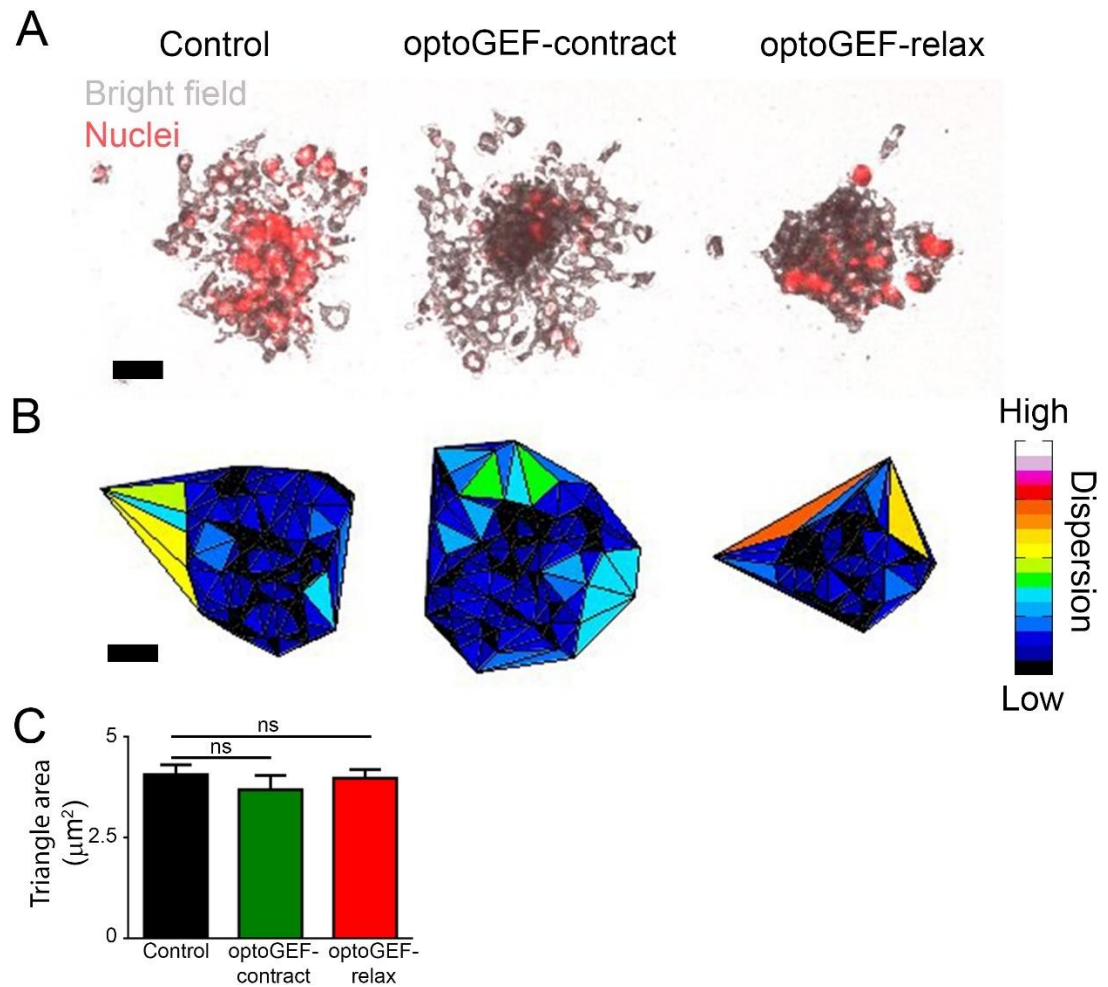 A
Control
optoGEF-contract
optoGEF-relax
Bright field
Nuclei
B
High
Dispersion
Low
C
ns
ns
5
2.5
0
Triangle area
(μm²)
Control
optoGEF-
contract
optoGEF-
relax